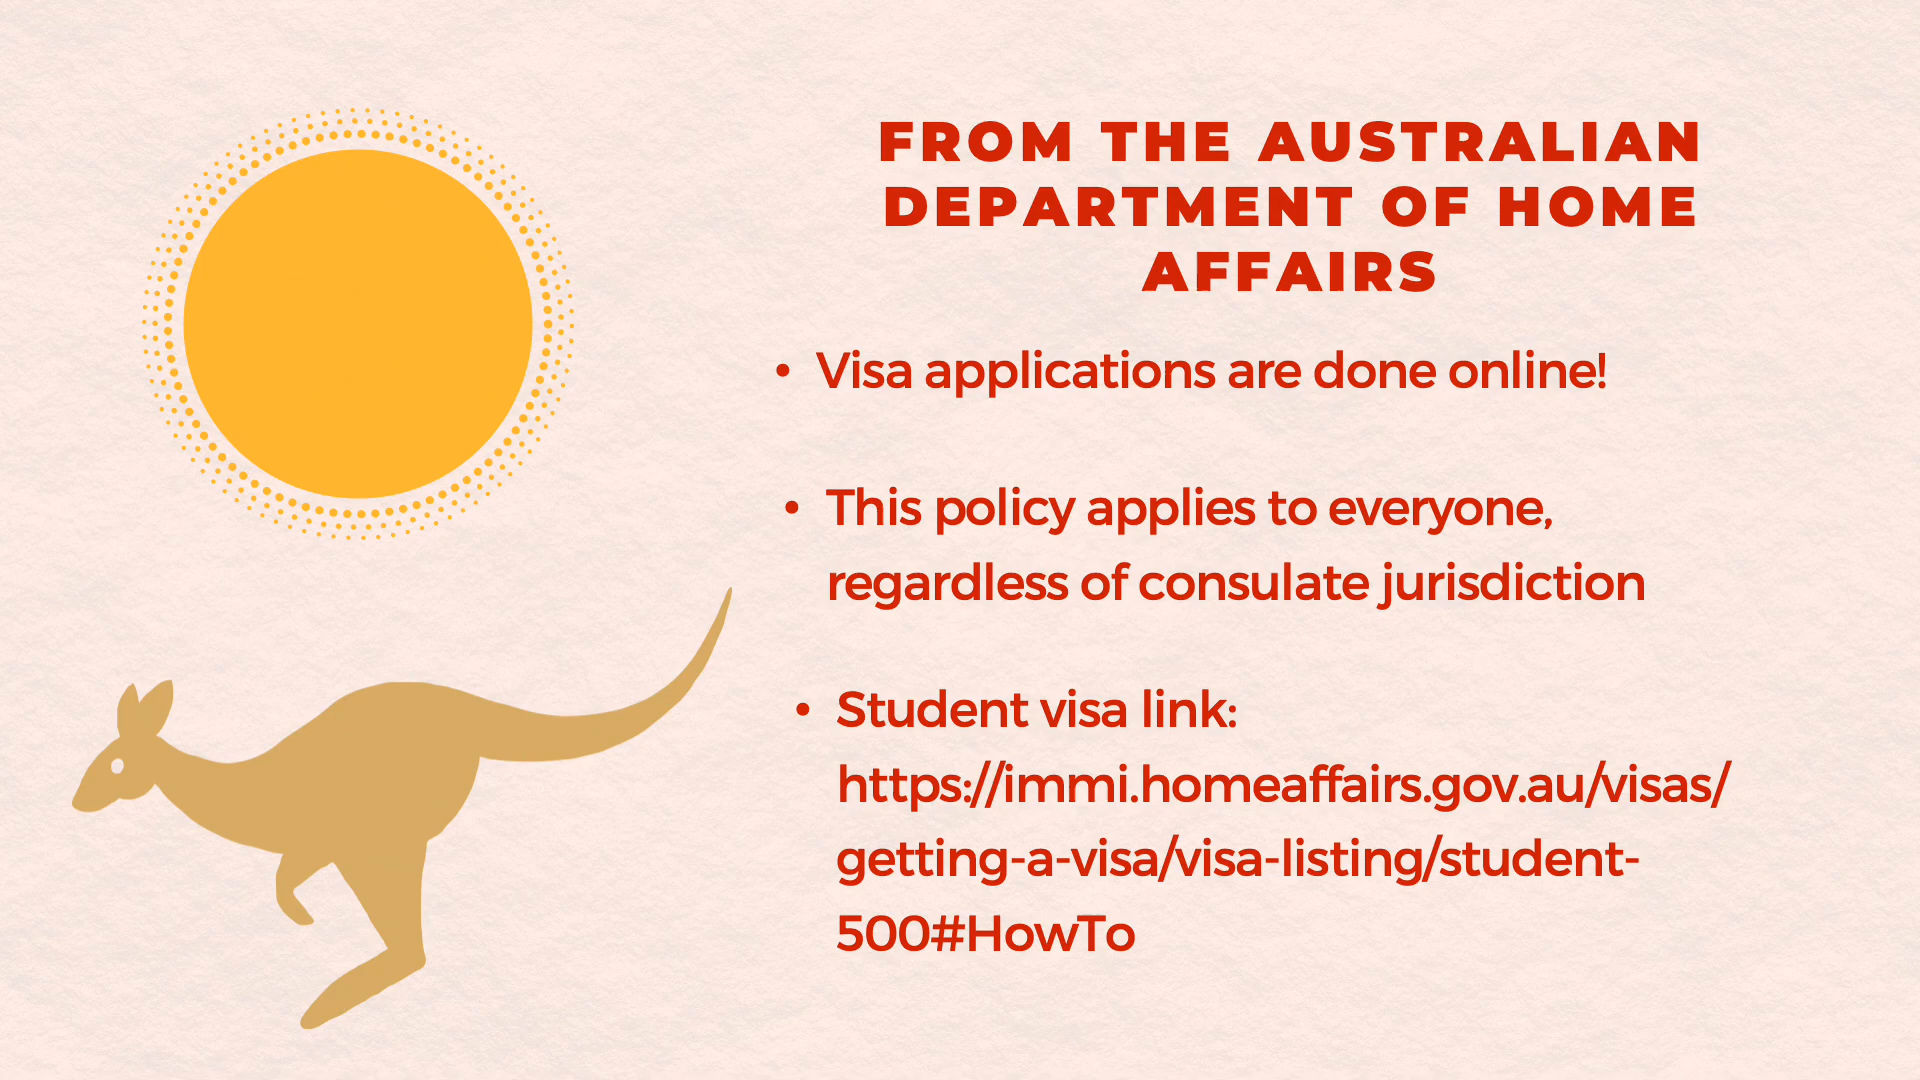 FROM THE AUSTRALIAN
DEPARTMENT OF HOME
AFFAIRS
• Visa applications are done online!
• This policy applies to everyone,
regardless of consulate jurisdiction
• Student visa link:
https://immi.homeaffairs.gov.au/visas/
getting-a-visa/visa-listing/student-
500#HowTo